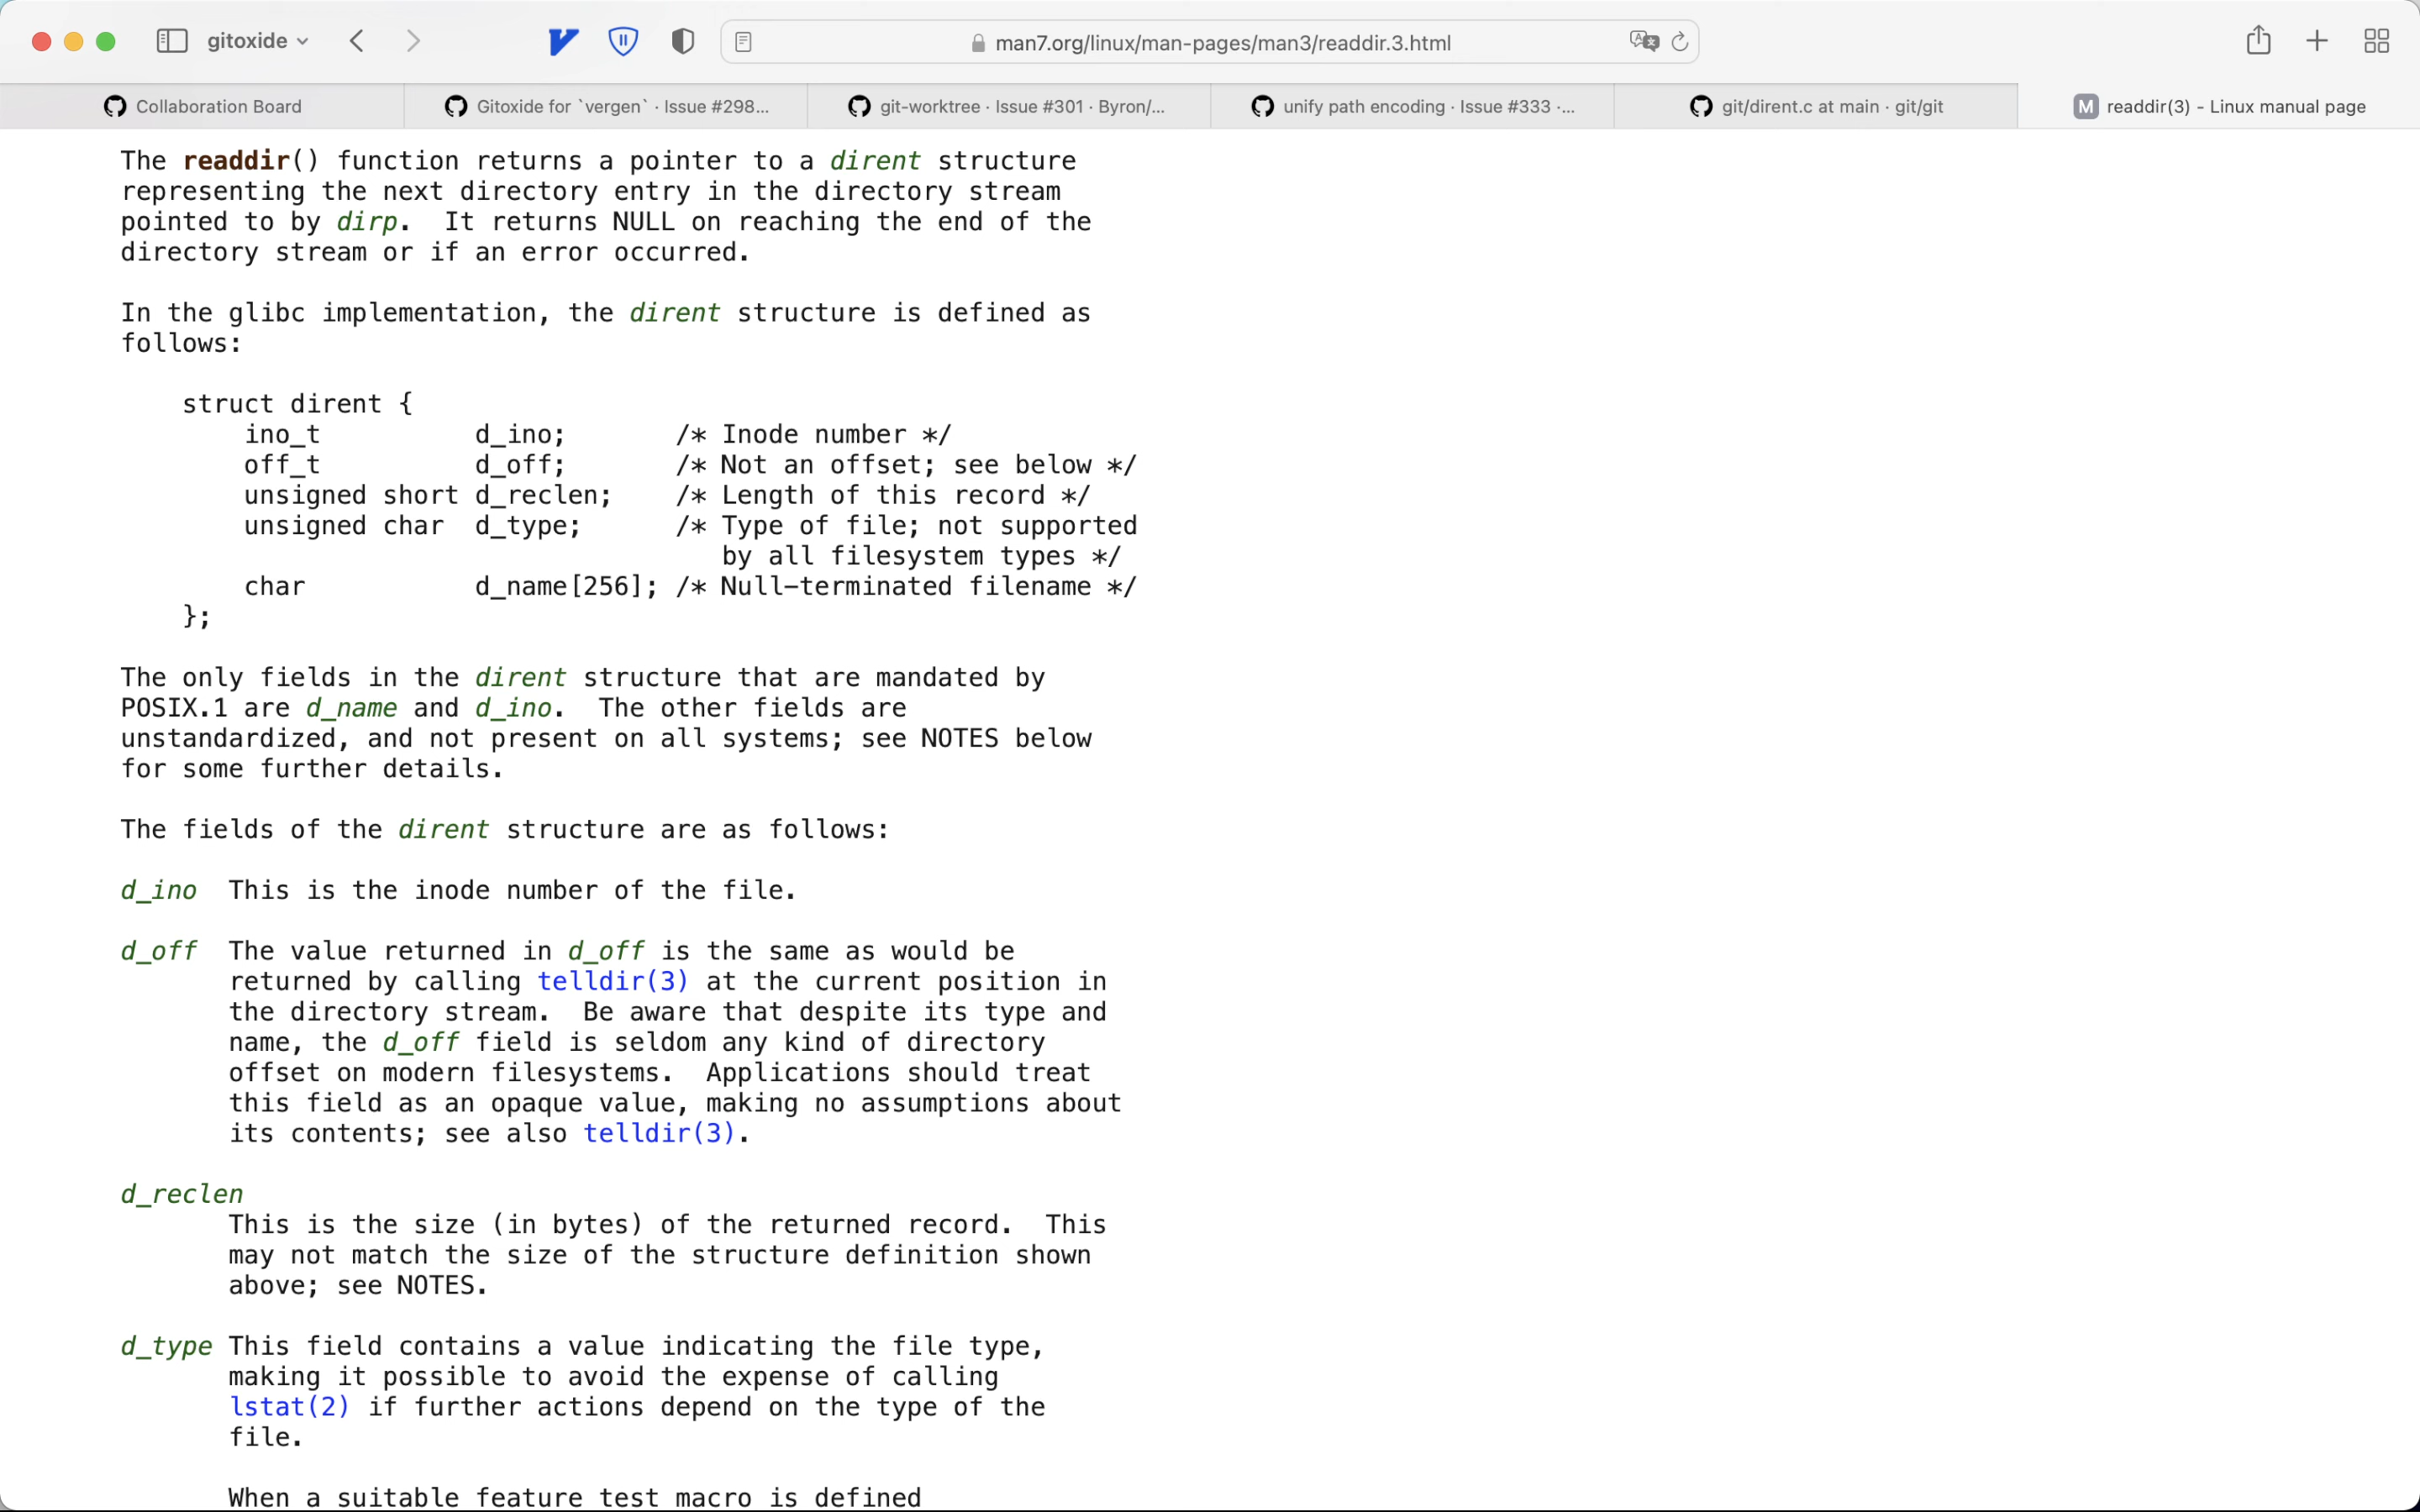 gitoxide
man7.org/linux/man-pages/man3/readdir.3.html
Collaboration Board
Gitoxide for `vergen` · Issue #298...
git-worktree · Issue #301 · Byron/...
unify path encoding · Issue #333 ·...
git/dirent.c at main · git/git
M readdir(3) - Linux manual page
The readdir() function returns a pointer to a dirent structure
representing the next directory entry in the directory stream
pointed to by dirp.  It returns NULL on reaching the end of the
directory stream or if an error occurred.
In the glibc implementation, the dirent structure is defined as
follows:
struct dirent {
ino_t          d_ino;       /* Inode number */
off_t          d_off;       /* Not an offset; see below */
unsigned short d_reclen;    /* Length of this record */
unsigned char  d_type;      /* Type of file; not supported
by all filesystem types */
char           d_name[256]; /* Null-terminated filename */
};
The only fields in the dirent structure that are mandated by
POSIX.1 are d_name and d_ino.  The other fields are
unstandardized, and not present on all systems; see NOTES below
for some further details.
The fields of the dirent structure are as follows:
d_ino  This is the inode number of the file.
d_off  The value returned in d_off is the same as would be
returned by calling telldir(3) at the current position in
the directory stream.  Be aware that despite its type and
name, the d_off field is seldom any kind of directory
offset on modern filesystems.  Applications should treat
this field as an opaque value, making no assumptions about
its contents; see also telldir(3).
d_reclen
This is the size (in bytes) of the returned record.  This
may not match the size of the structure definition shown
above; see NOTES.
d_type This field contains a value indicating the file type,
making it possible to avoid the expense of calling
lstat(2) if further actions depend on the type of the
file.
When a suitable feature test macro is defined